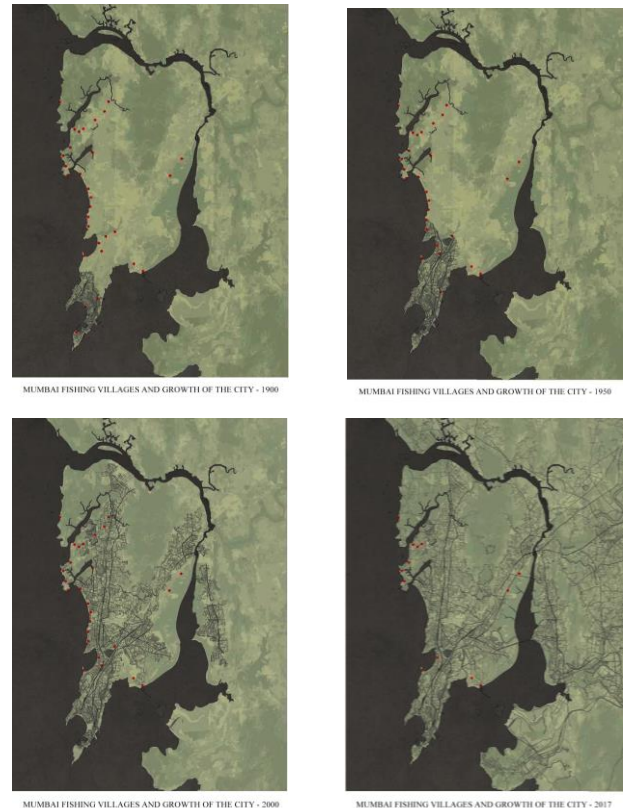 MUMBAI FISHING VILLAGES AND GROWTH OF THE CITY - 1900
MUMBAI FISHING VILLAGES AND GROWTH OF THE CITY - 1950
MUMBAI FISHING VILLAGES AND GROWTH OF THE CITY - 2000
MUMBAI FISHING VILLAGES AND GROWTH OF THE CITY - 2017